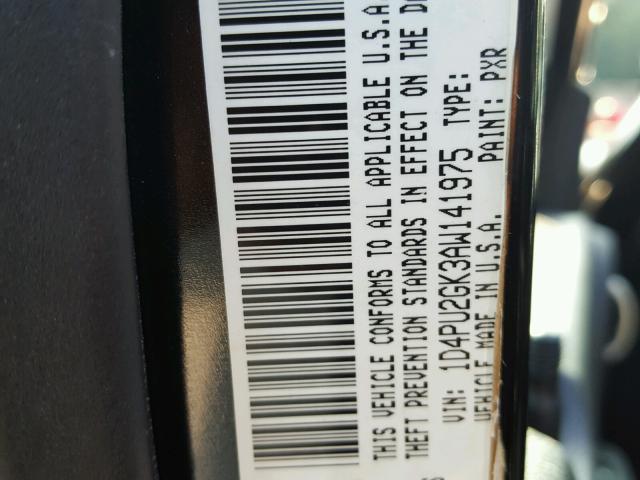 THIS VEHICLE CONFORMS TO ALL APPLICABLE U.S.A
THEFT PREVENTION STANDARDS IN EFFECT ON THE
VIN: 1D4PU2GK3AW141975 TYPE:
VEHICLE MADE IN U.S.A. PAINT: PXR